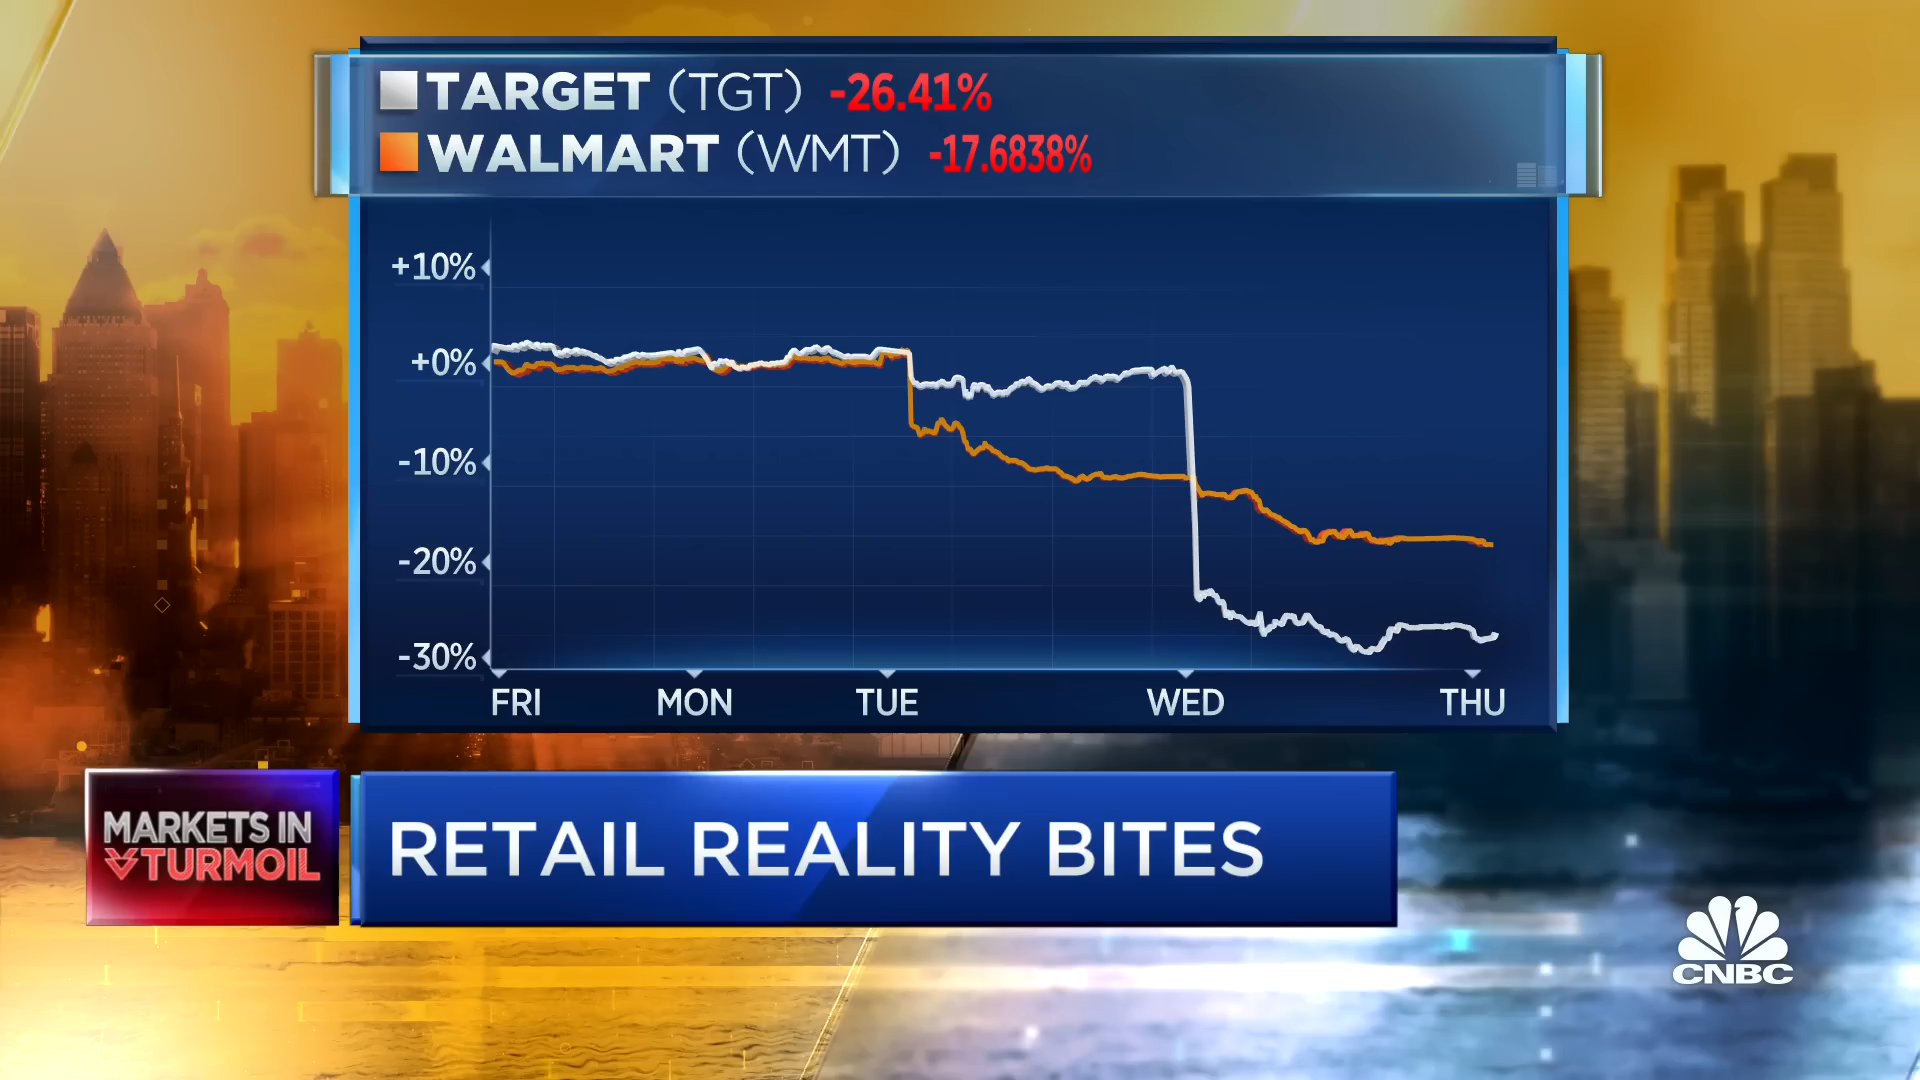 TARGET (TGT) -26.41%
WALMART (WMT) -17.6838%
+10%
+0%
-10%
-20%
-30%
FRI MON TUE WED THU
MARKETS IN
TURMOIL
RETAIL REALITY BITES
CNBC